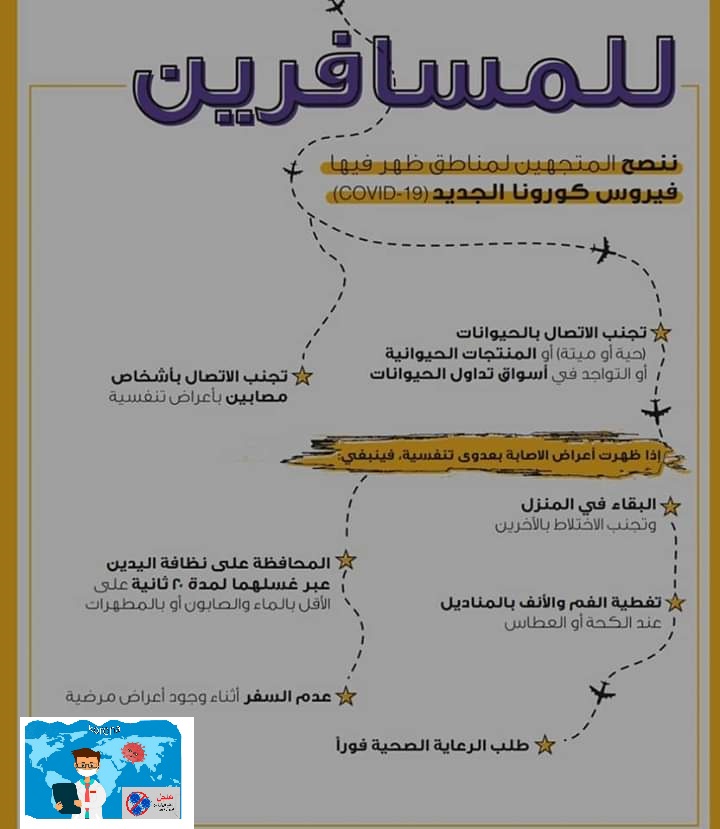 للمسافرين
ننصح المتجهين لمناطق ظهر فيها
فيروس كورونا الجديد (COVID-19)
تجنب الاتصال بالحيوانات
(حية أو ميتة) أو المنتجات الحيوانية
أو التواجد في أسواق تداول الحيوانات
تجنب الاتصال بأشخاص
مصابين بأعراض تنفسية
إذا ظهرت أعراض الاصابة بعدوى تنفسية، فينبغي:
البقاء في المنزل
وتجنب الاختلاط بالآخرين
المحافظة على نظافة اليدين
عبر غسلهما لمدة ٢٠ ثانية على
الأقل بالماء والصابون أو بالمطهرات
تغطية الفم والأنف بالمناديل
عند الكحة أو العطاس
عدم السفر أثناء وجود أعراض مرضية
طلب الرعاية الصحية فوراً